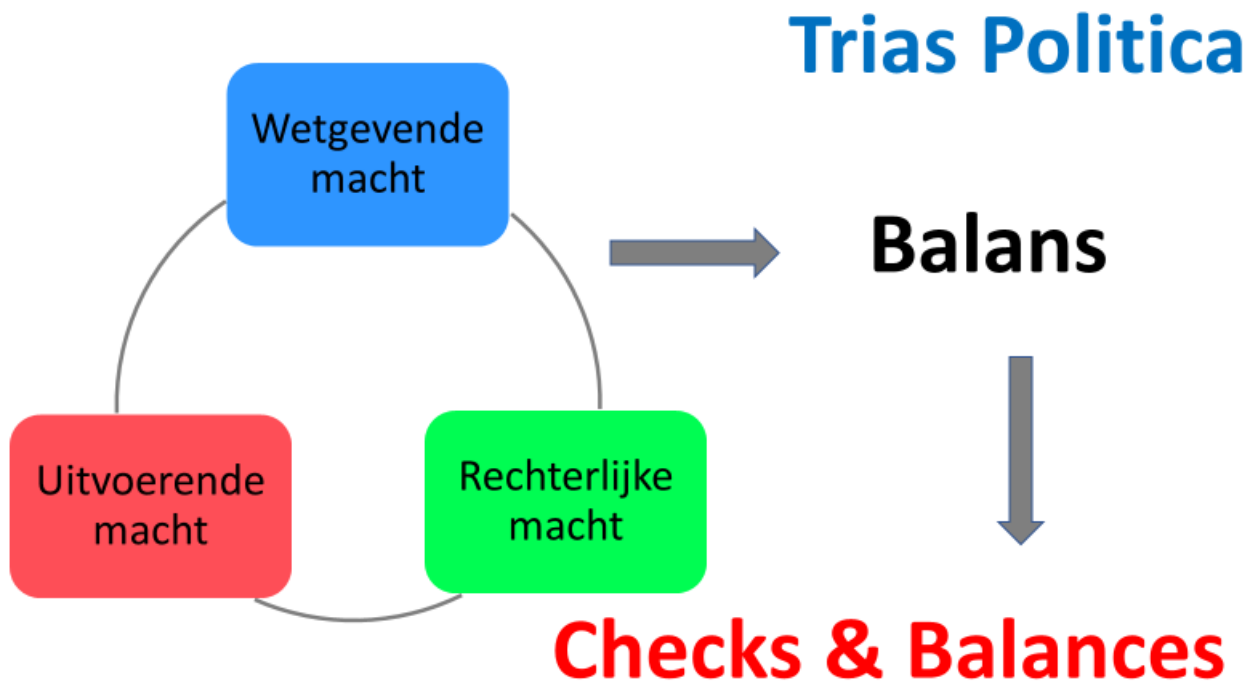 Trias Politica
Wetgevende
macht
Balans
Uitvoerende
macht
Rechterlijke
macht
Checks & Balances